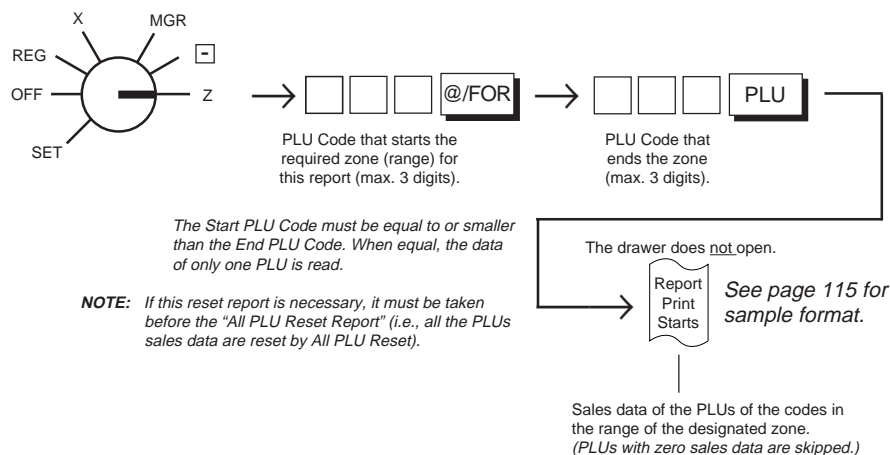 X
MGR
REG
-
OFF
Z
SET
@/FOR
PLU
PLU Code that starts the
required zone (range) for
this report (max. 3 digits).
PLU Code that
ends the zone
(max. 3 digits).
The Start PLU Code must be equal to or smaller
than the End PLU Code. When equal, the data
of only one PLU is read.
The drawer does not open.
NOTE: If this reset report is necessary, it must be taken
before the “All PLU Reset Report” (i.e., all the PLUs
sales data are reset by All PLU Reset).
Report
Print
Starts
See page 115 for
sample format.
Sales data of the PLUs of the codes in
the range of the designated zone.
(PLUs with zero sales data are skipped.)